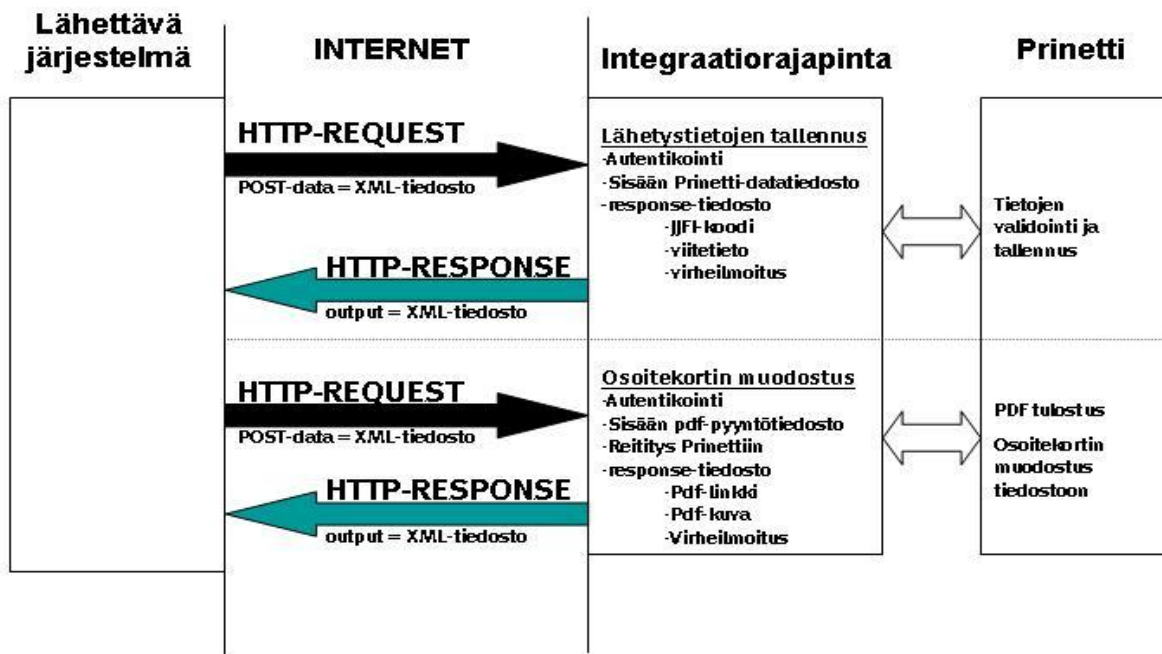 Lähettävä
järjestelmä
INTERNET
Integraatiorajapinta
Prinetti
HTTP-REQUEST
POST-data = XML-tiedosto
HTTP-RESPONSE
output = XML-tiedosto
Lähetystietojen tallennus
-Autentikointi
-Sisään Prinetti-datatiedosto
-response-tiedosto
-JJFI-koodi
-viitetieto
-virheilmoitus
Tietojen
validointi ja
tallennus
HTTP-REQUEST
POST-data = XML-tiedosto
HTTP-RESPONSE
output = XML-tiedosto
Osoitekortin muodostus
-Autentikointi
-Sisään pdf-pyyntötiedosto
-Reititys Prinettiin
-response-tiedosto
-Pdf-linkki
-Pdf-kuva
-Virheilmoitus
PDF tulostus
Osoitekortin
muodostus
tiedostoon